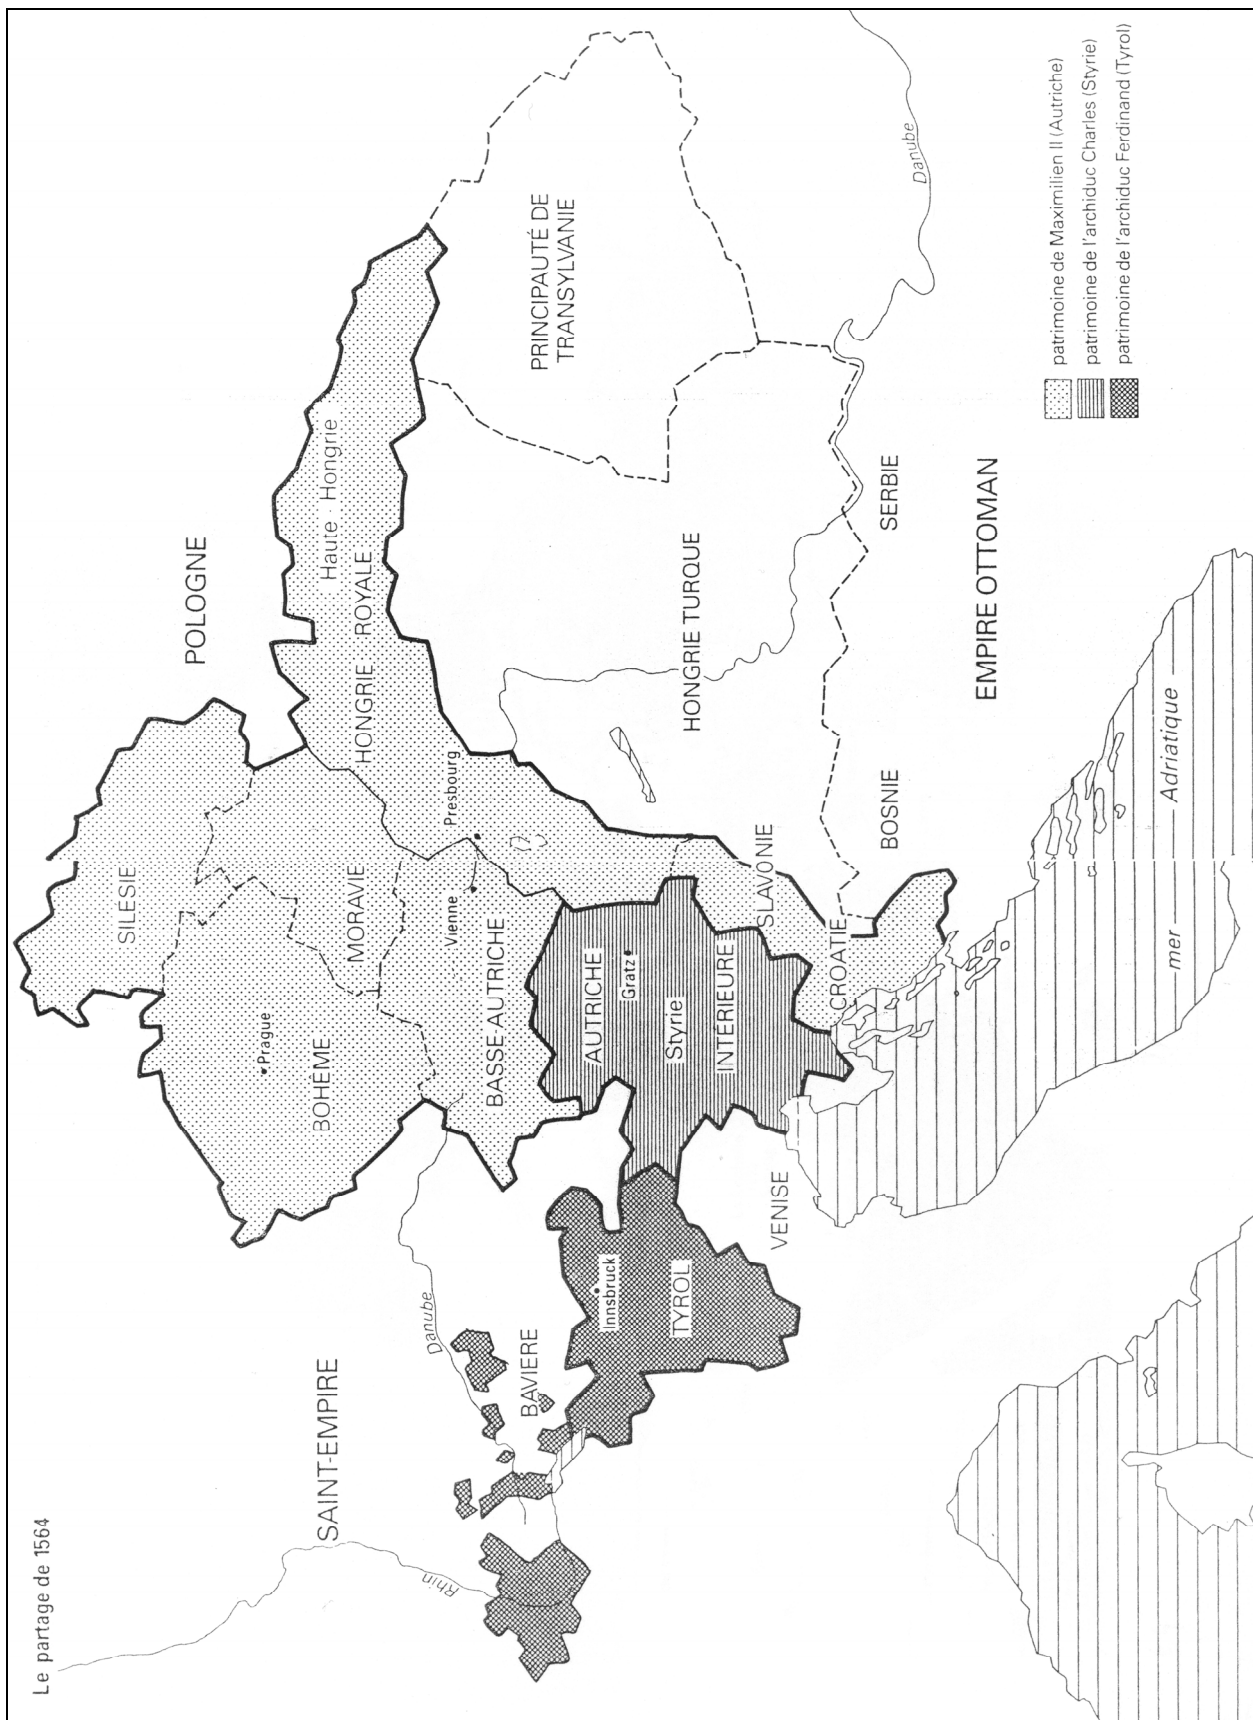 Le partage de 1564
SAINT-EMPIRE
POLOGNE
SILÉSIE
Prague
BOHÊME
MORAVIE
Haute Hongrie
HONGRIE ROYALE
Rhin
Danube
BAVIERE
Vienne
Presbourg
BASSE-AUTRICHE
PRINCIPAUTÉ DE
TRANSYLVANIE
Innsbruck
TYROL
AUTRICHE
Gratz
Styrie
INTERIEURE
HONGRIE TURQUE
VENISE
SLAVONIE
CROATIE
BOSNIE
SERBIE
Danube
EMPIRE OTTOMAN
mer Adriatique
patrimoine de Maximilien II (Autriche)
patrimoine de l'archiduc Charles (Styrie)
patrimoine de l'archiduc Ferdinand (Tyrol)